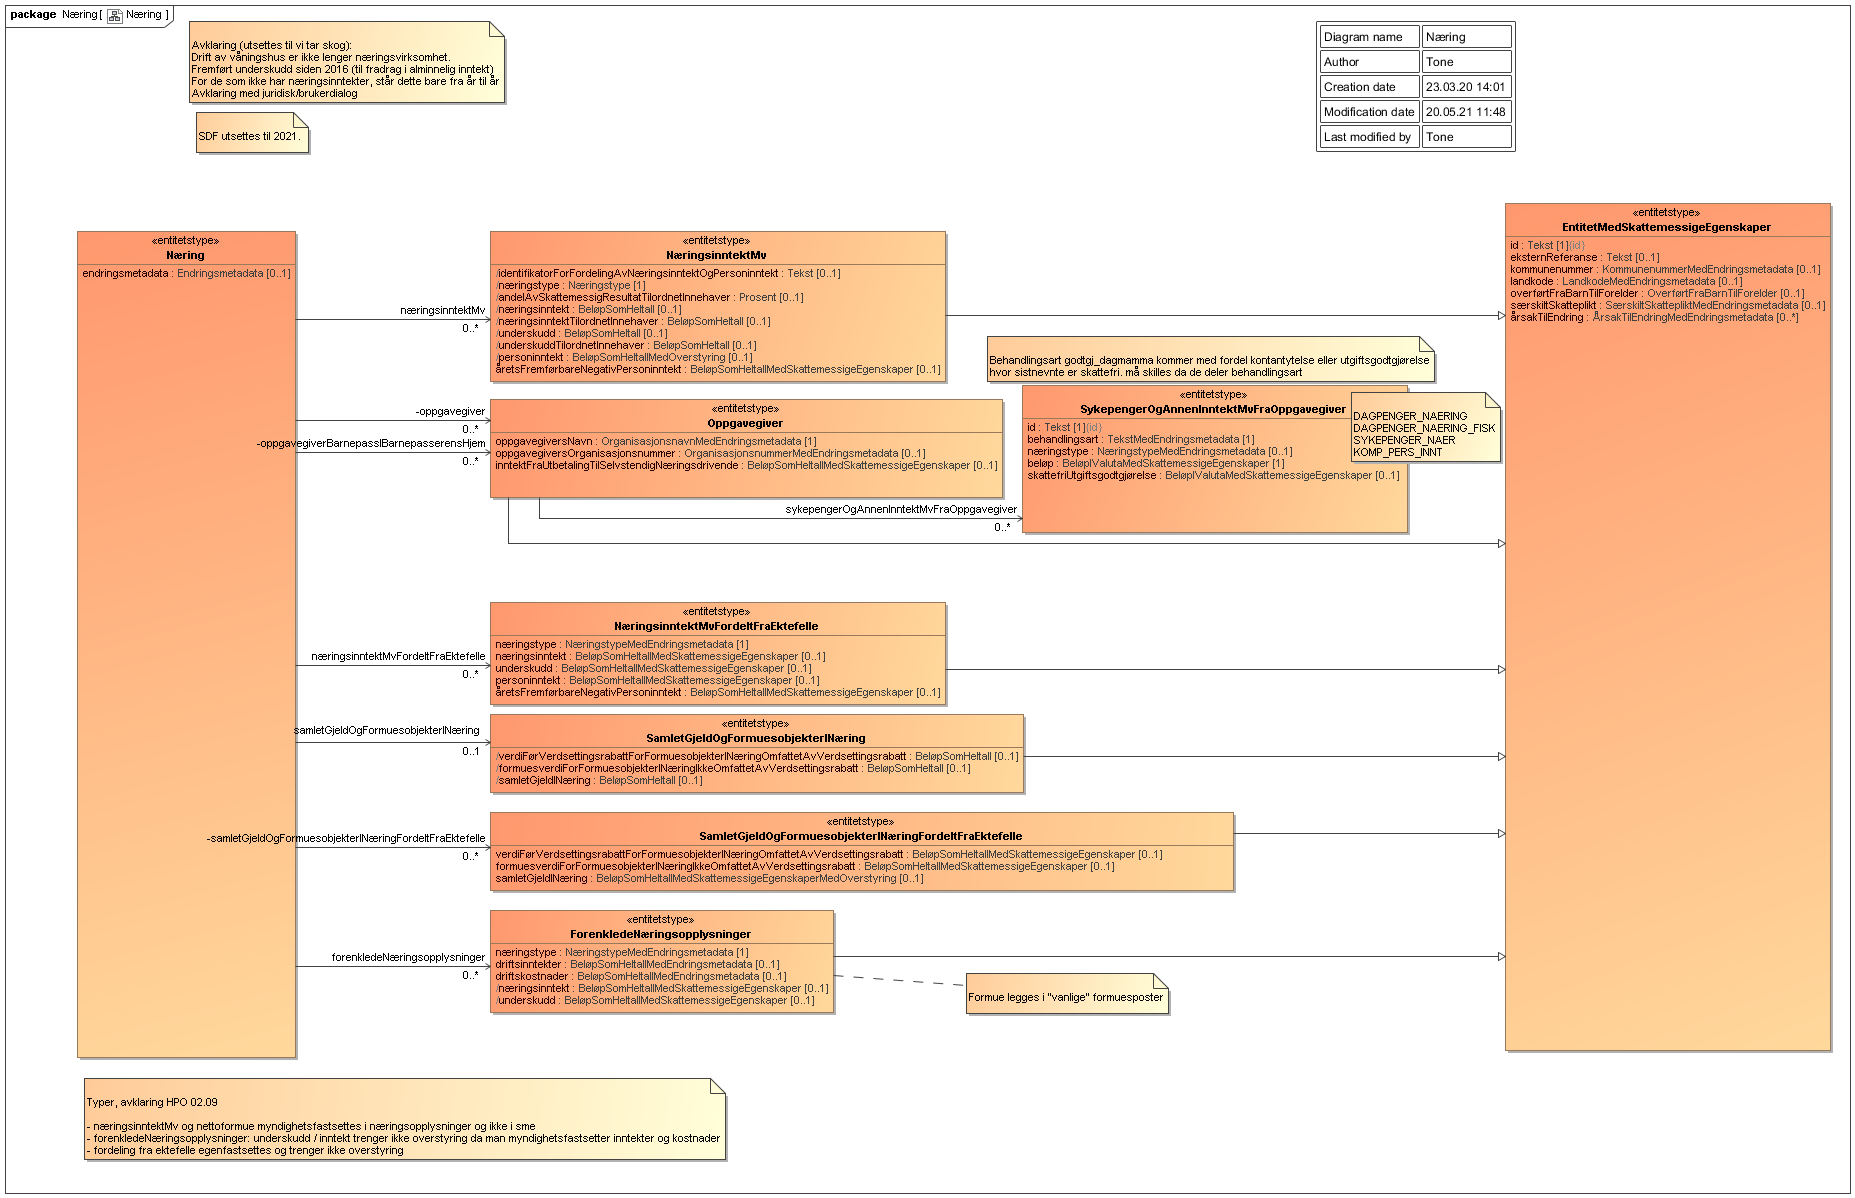 package Næring [ Næring ]
Avklaring (utsettes til vi tar skog):
Drift av våningshus er ikke lenger næringsvirksomhet.
Fremført underskudd siden 2016 (til fradrag i alminnelig inntekt)
For de som ikke har næringsinntekter, står dette bare fra år til år
Avklaring med juridisk/brukerdialog
SDF utsettes til 2021.
Diagram name Næring
Author Tone
Creation date 23.03.20 14:01
Modification date 20.05.21 11:48
Last modified by Tone
«entitetstype»
Næring
endringsmetadata : Endringsmetadata [0..1]
næringsinntektMv
0..*
«entitetstype»
NæringsinntektMv
/identifikatorForFordelingAvNæringsinntektOgPersoninntekt : Tekst [0..1]
/næringstype : Næringstype [1]
/andelAvSkattemessigResultatTilordnetInnehaver : Prosent [0..1]
/næringsinntekt : BeløpSomHeltall [0..1]
/næringsinntektTilordnetInnehaver : BeløpSomHeltall [0..1]
/underskudd : BeløpSomHeltall [0..1]
/underskuddTilordnetInnehaver : BeløpSomHeltall [0..1]
/personinntekt : BeløpSomHeltallMedOverstyring [0..1]
åretsFremførbareNegativPersoninntekt : BeløpSomHeltallMedSkattemessigeEgenskaper [0..1]
«entitetstype»
EntitetMedSkattemessigeEgenskaper
id : Tekst [1]{id}
eksternReferanse : Tekst [0..1]
kommunenummer : KommunenummerMedEndringsmetadata [0..1]
landkode : LandkodeMedEndringsmetadata [0..1]
overførtFraBarnTilForelder : OverførtFraBarnTilForelder [0..1]
særskiltSkatteplikt : SærskiltSkattepliktMedEndringsmetadata [0..1]
årsakTilEndring : ÅrsakTilEndringMedEndringsmetadata [0..*]
Behandlingsart godtgj_dagmamma kommer med fordel kontantytelse eller utgiftsgodtgjørelse
hvor sistnevnte er skattefri. må skilles da de deler behandlingsart
-oppgavegiver
0..*
-oppgavegiverBarnepassIBarnepasserensHjem
0..*
«entitetstype»
Oppgavegiver
oppgavegiversNavn : OrganisasjonsnavnMedEndringsmetadata [1]
oppgavegiversOrganisasjonsnummer : OrganisasjonsnummerMedEndringsmetadata [0..1]
inntektFraUtbetalingTilSelvstendigNæringsdrivende : BeløpSomHeltallMedSkattemessigeEgenskaper [0..1]
«entitetstype»
SykepengerOgAnnenInntektMvFraOppgavegiver
id : Tekst [1]{id}
behandlingsart : TekstMedEndringsmetadata [1]
næringstype : NæringstypeMedEndringsmetadata [0..1]
beløp : BeløpIValutaMedSkattemessigeEgenskaper [1]
skattefriUtgiftsgodtgjørelse : BeløpIValutaMedSkattemessigeEgenskaper [0..1]
DAGPENGER_NAERING
DAGPENGER_NAERING_FISK
SYKEPENGER_NAER
KOMP_PERS_INNT
sykepengerOgAnnenInntektMvFraOppgavegiver
0..*
næringsinntektMvFordeltFraEktefelle
0..*
«entitetstype»
NæringsinntektMvFordeltFraEktefelle
næringstype : NæringstypeMedEndringsmetadata [1]
næringsinntekt : BeløpSomHeltallMedSkattemessigeEgenskaper [0..1]
underskudd : BeløpSomHeltallMedSkattemessigeEgenskaper [0..1]
personinntekt : BeløpSomHeltallMedSkattemessigeEgenskaper [0..1]
åretsFremførbareNegativPersoninntekt : BeløpSomHeltallMedSkattemessigeEgenskaper [0..1]
samletGjeldOgFormuesobjekterINæring
0..1
«entitetstype»
SamletGjeldOgFormuesobjekterINæring
/verdiFørVerdsettingsrabattForFormuesobjekterINæringOmfattetAvVerdsettingsrabatt : BeløpSomHeltall [0..1]
/formuesverdiForFormuesobjekterINæringIkkeOmfattetAvVerdsettingsrabatt : BeløpSomHeltall [0..1]
/samletGjeldINæring : BeløpSomHeltall [0..1]
-samletGjeldOgFormuesobjekterINæringFordeltFraEktefelle
0..*
«entitetstype»
SamletGjeldOgFormuesobjekterINæringFordeltFraEktefelle
verdiFørVerdsettingsrabattForFormuesobjekterINæringOmfattetAvVerdsettingsrabatt : BeløpSomHeltallMedSkattemessigeEgenskaper [0..1]
formuesverdiForFormuesobjekterINæringIkkeOmfattetAvVerdsettingsrabatt : BeløpSomHeltallMedSkattemessigeEgenskaper [0..1]
samletGjeldINæring : BeløpSomHeltallMedSkattemessigeEgenskaperMedOverstyring [0..1]
forenkledeNæringsopplysninger
0..*
«entitetstype»
ForenkledeNæringsopplysninger
næringstype : NæringstypeMedEndringsmetadata [1]
driftsinntekter : BeløpSomHeltallMedEndringsmetadata [0..1]
driftskostnader : BeløpSomHeltallMedEndringsmetadata [0..1]
/næringsinntekt : BeløpSomHeltallMedSkattemessigeEgenskaper [0..1]
/underskudd : BeløpSomHeltallMedSkattemessigeEgenskaper [0..1]
Formue legges i "vanlige" formuesposter
Typer, avklaring HPO 02.09
- næringsinntektMv og nettoformue myndighetsfastsettes i næringsopplysninger og ikke i sme
- forenkledeNæringsopplysninger: underskudd / inntekt trenger ikke overstyring da man myndighetsfastsetter inntekter og kostnader
- fordeling fra ektefelle egenfastsettes og trenger ikke overstyring